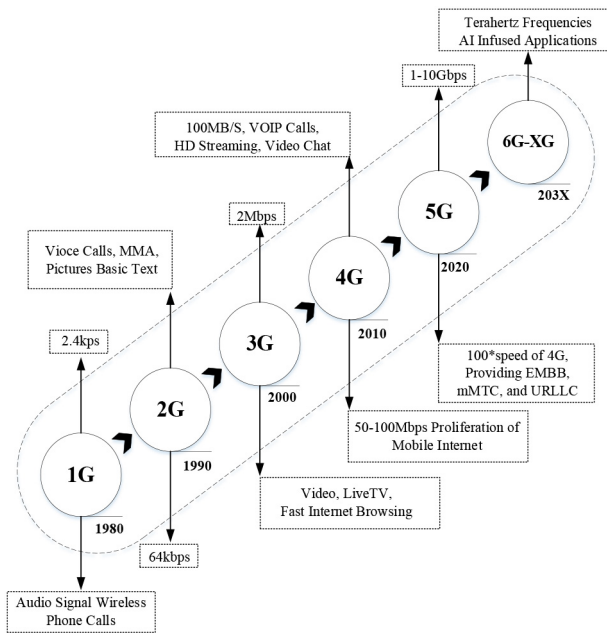 Terahertz Frequencies
AI Infused Applications
1-10Gbps
100MB/S, VOIP Calls,
HD Streaming, Video Chat
6G-XG
203X
2Mbps
5G
2020
Vioce Calls, MMA,
Pictures Basic Text
4G
2010
2.4kps
3G
2000
100*speed of 4G,
Providing EMBB,
mMTC, and URLLC
2G
1990
50-100Mbps Proliferation of
Mobile Internet
1G
1980
Video, LiveTV,
Fast Internet Browsing
64kbps
Audio Signal Wireless
Phone Calls